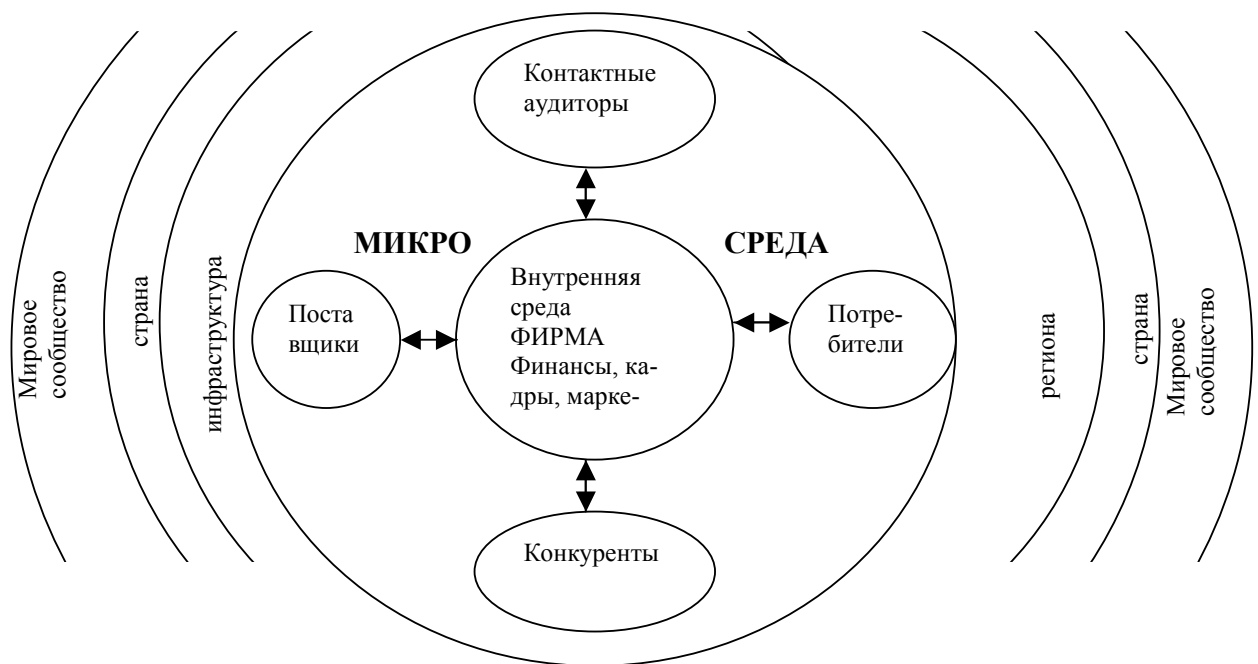 Контактные
аудиторы
МИКРО
СРЕДА
Мировое
сообщество
страна
инфраструктура
Поста
вщики
Внутренняя
среда
ФИРМА
Финансы, ка-
дры, марке-
Потре-
бители
региона
страна
Мировое
сообщество
Конкуренты